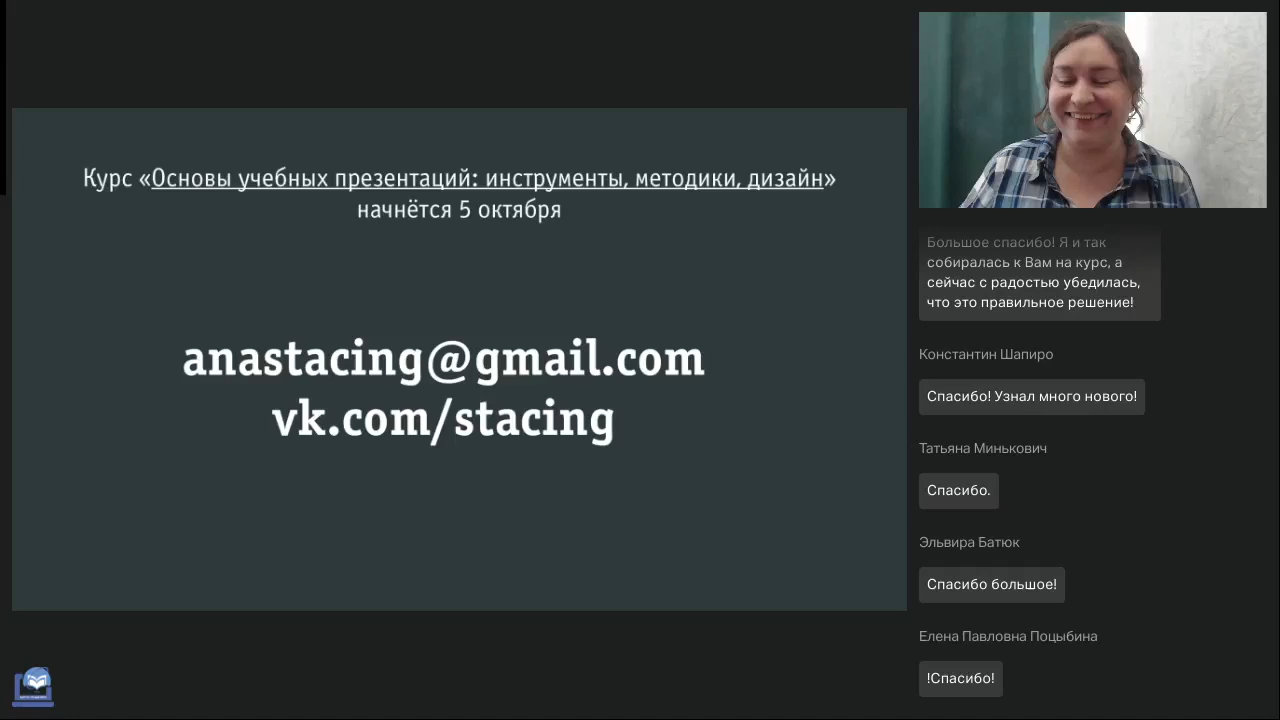 Курс «Основы учебных презентаций: инструменты, методики, дизайн»
начнётся 5 октября
anastacing@gmail.com
vk.com/stacing
Большое спасибо! Я и так
собиралась к Вам на курс, а
сейчас с радостью убедилась,
что это правильное решение!
Константин Шапиро
Спасибо! Узнал много нового!
Татьяна Минькович
Спасибо.
Эльвира Батюк
Спасибо большое!
Елена Павловна Поцыбина
!Спасибо!